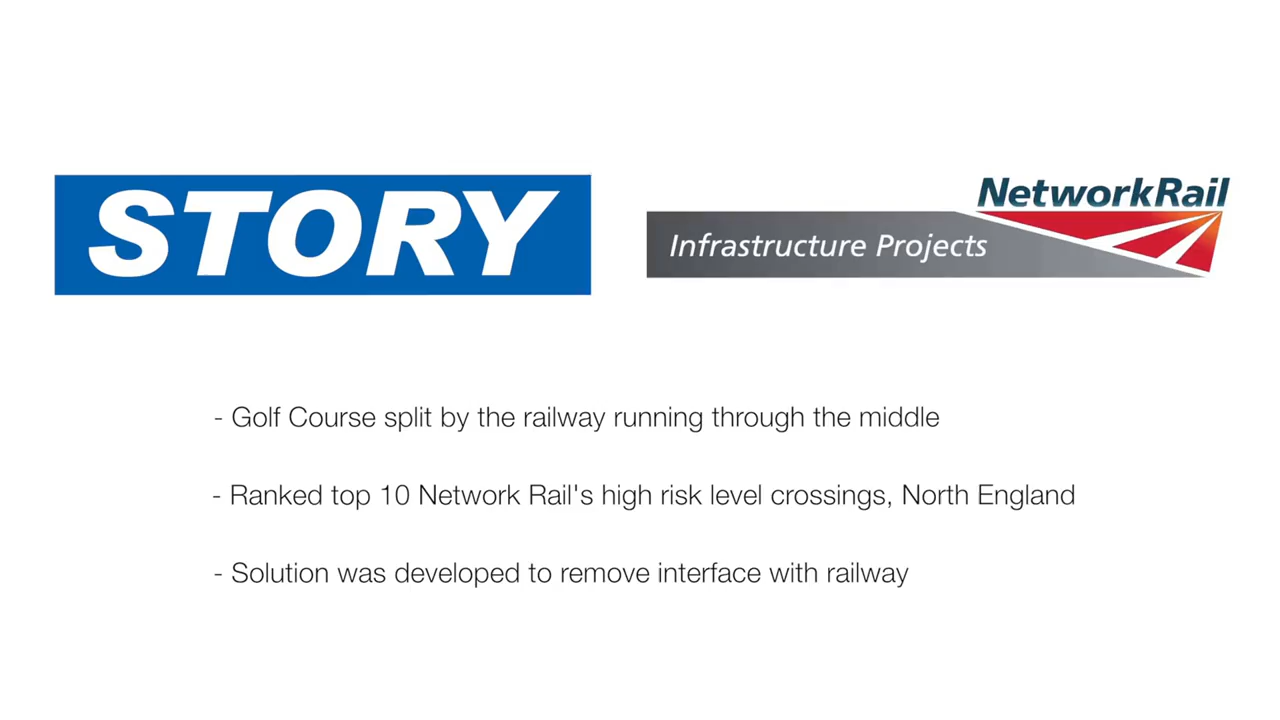 STORY
NetworkRail
Infrastructure Projects
- Golf Course split by the railway running through the middle
- Ranked top 10 Network Rail's high risk level crossings, North England
- Solution was developed to remove interface with railway